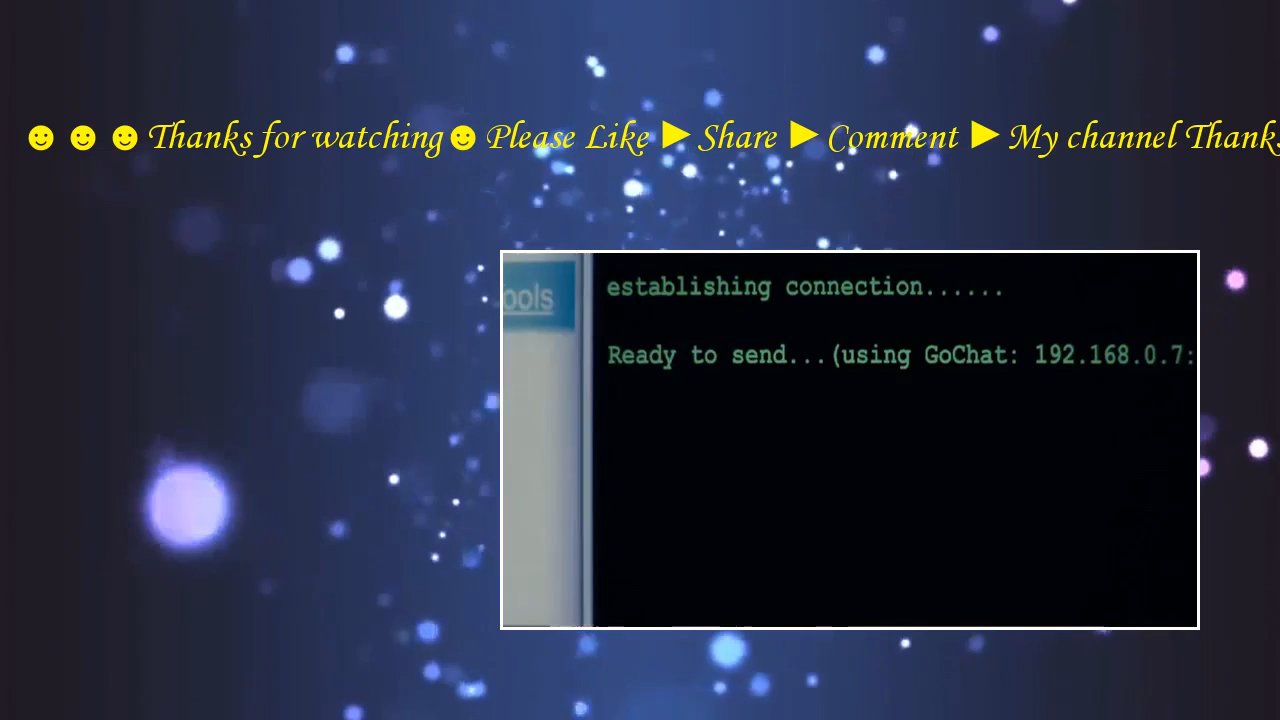 ☻☻☻Thanks for watching☻Please Like ►Share ►Comment ►My channel Thanks
ools
establishing connection......
Ready to send...(using GoChat: 192.168.0.7: